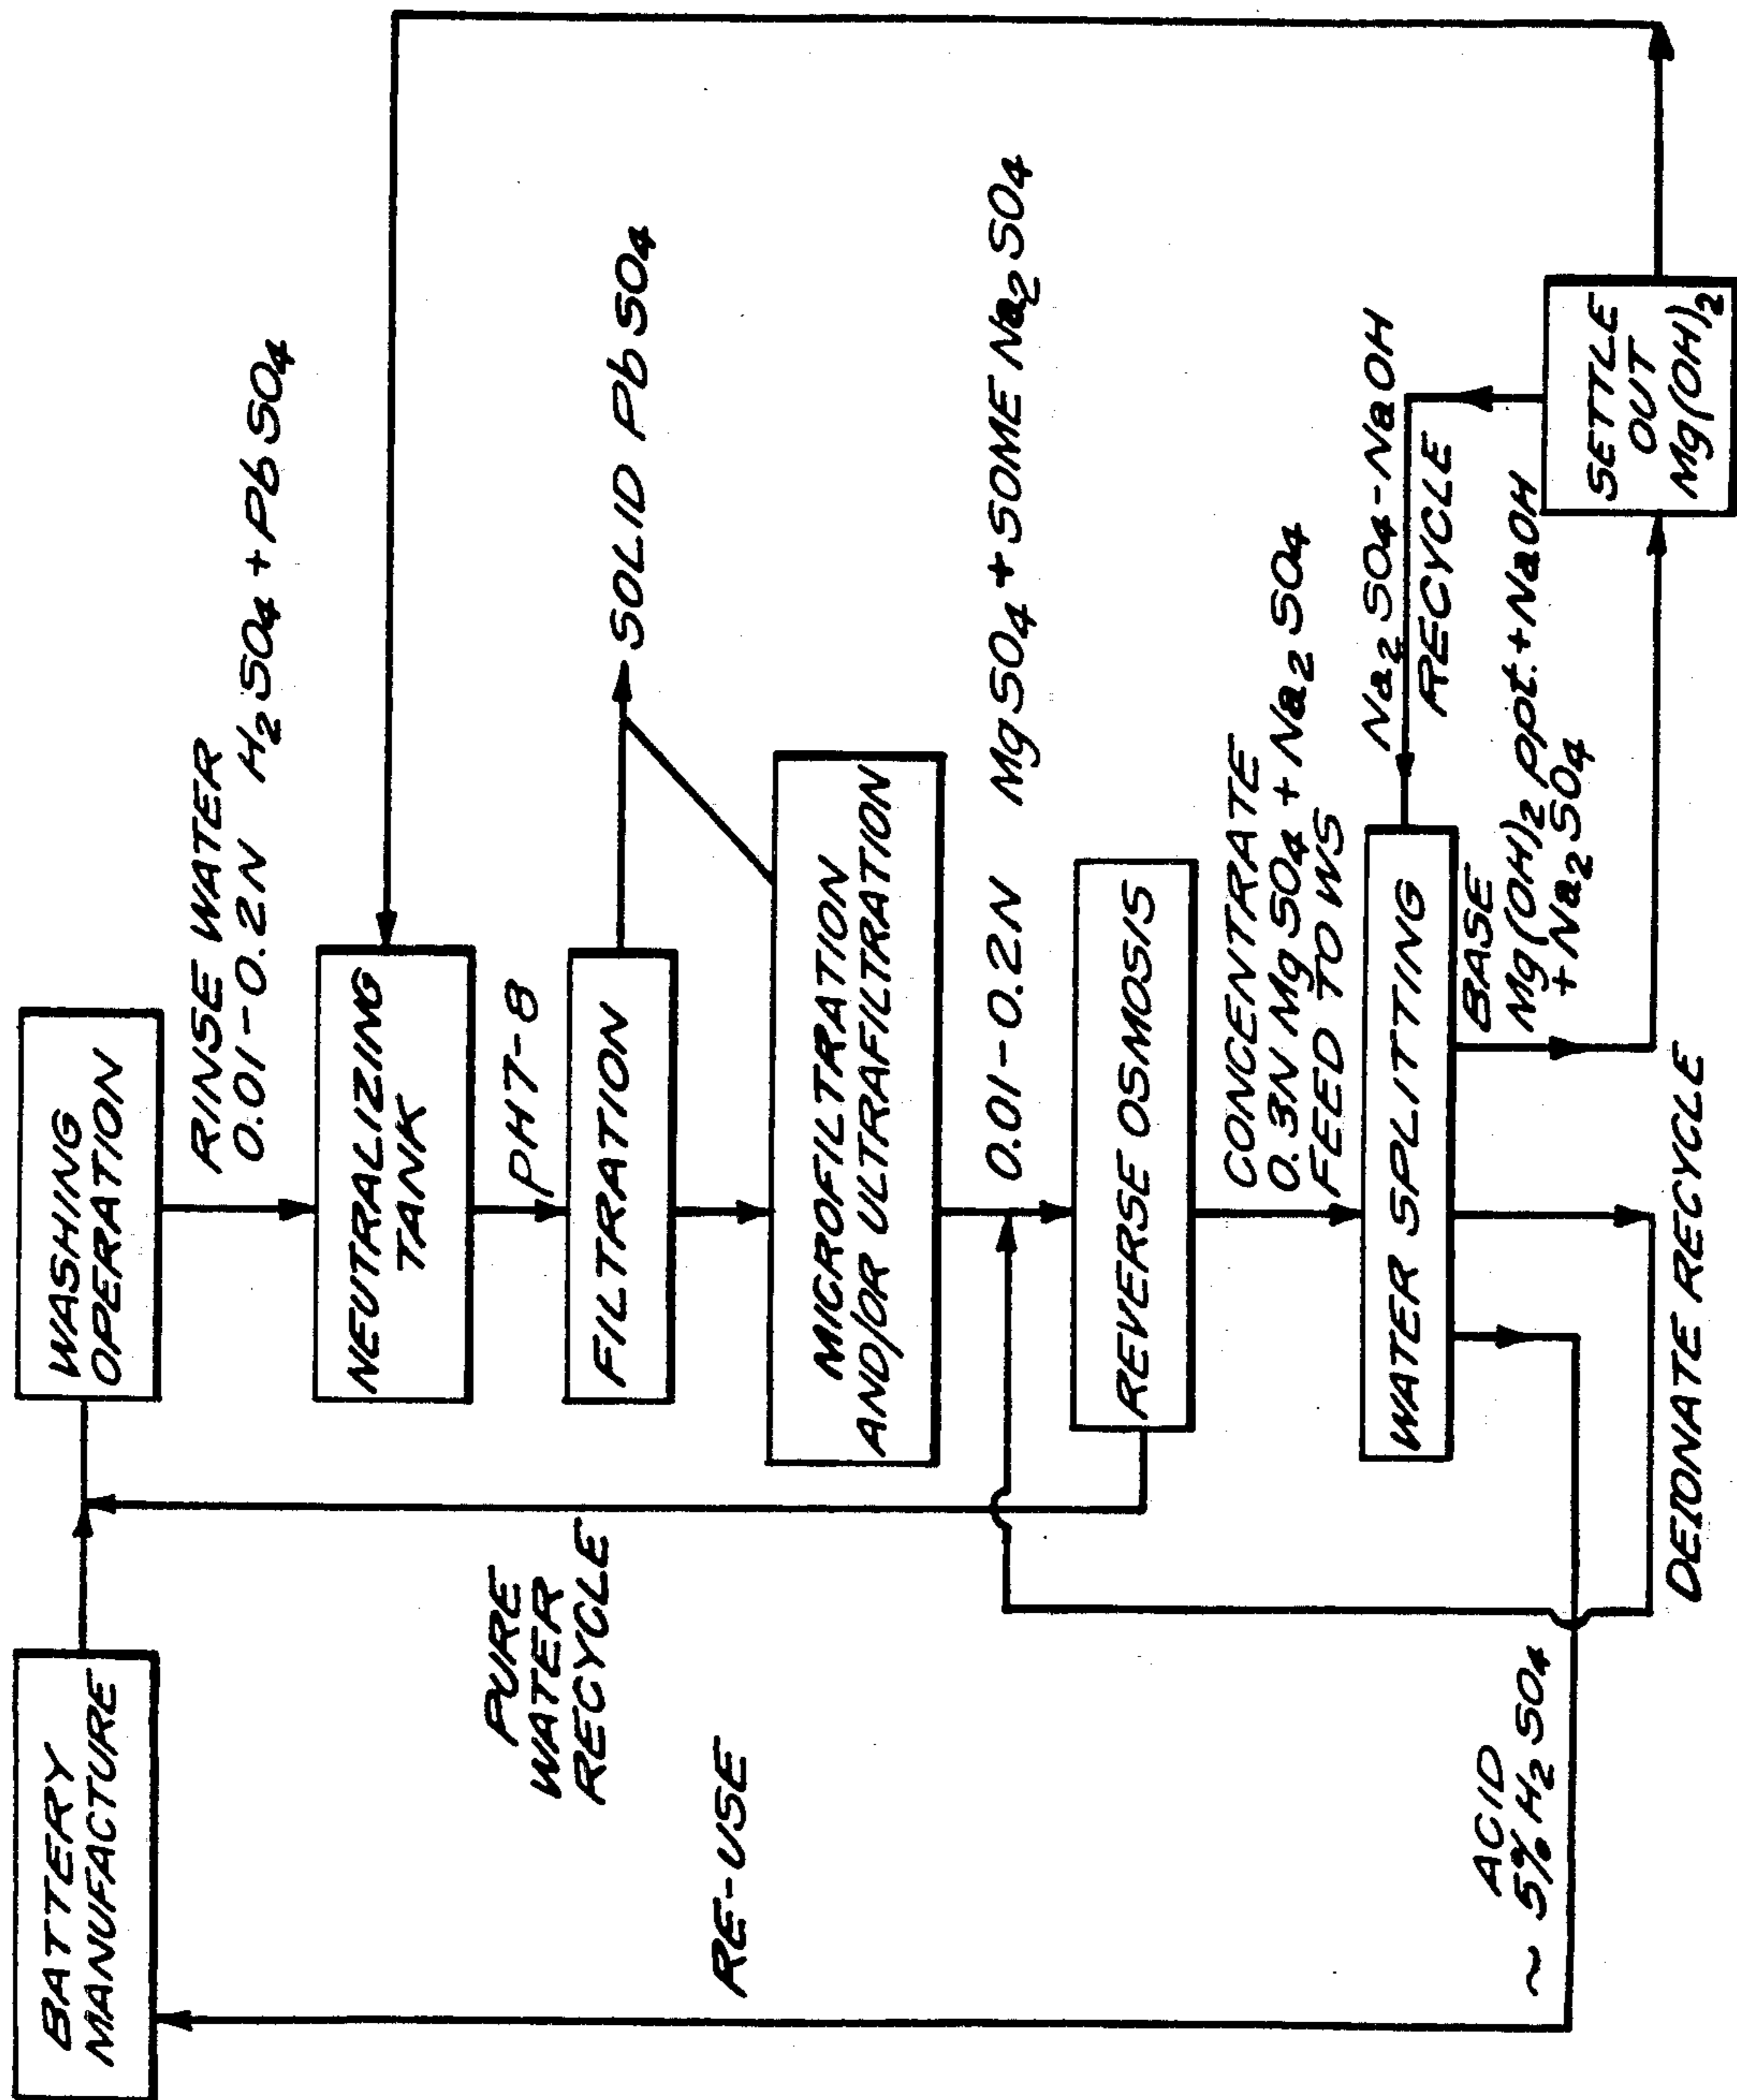 BATTERY
MANUFACTURE
WASHING
OPERATION
RINSE WATER
0.01-0.2N H2SO4 + PbSO4
NEUTRALIZING
TANK
PH7-8
FILTRATION
SOLID PbSO4
MICROFILTRATION
AND/OR ULTRAFILTRATION
0.01-0.2N MgSO4 + SOME Na2SO4
REVERSE OSMOSIS
PURE
WATER
RECYCLE
RE-USE
CONCENTRATE
0.3N MgSO4 + Na2SO4
FEED TO WS
WATER SPLITTING
Na2SO4-NaOH
RECYCLE
BASE
Mg(OH)2 ppt.+NaOH
+Na2SO4
SETTLE
OUT
Mg(OH)2
ACID
~ 5% H2SO4
DEIONATE RECYCLE